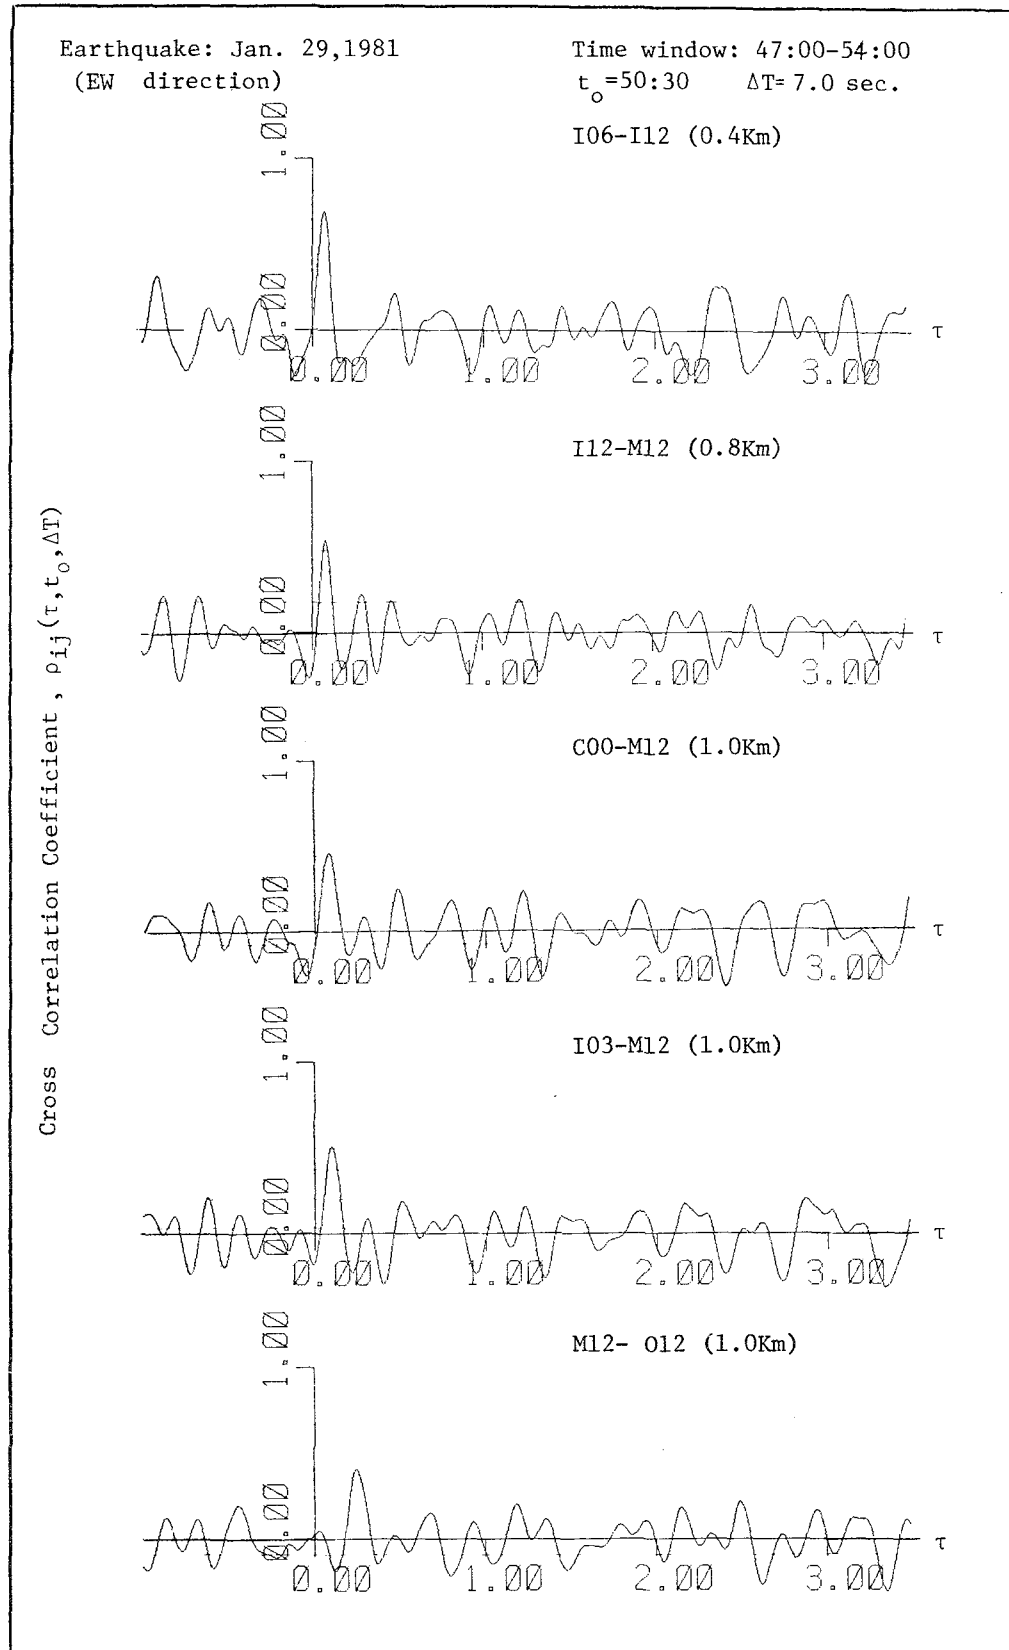 Earthquake: Jan. 29,1981
(EW direction)
Time window: 47:00-54:00
to=50:30 ΔT= 7.0 sec.
Cross Correlation Coefficient , ρij(τ,to,ΔT)
I06-I12 (0.4Km)
1.00
0.00
0.00 1.00 2.00 3.00 τ
I12-M12 (0.8Km)
1.00
0.00
0.00 1.00 2.00 3.00 τ
C00-M12 (1.0Km)
1.00
0.00
0.00 1.00 2.00 3.00 τ
I03-M12 (1.0Km)
1.00
0.00
0.00 1.00 2.00 3.00 τ
M12- O12 (1.0Km)
1.00
0.00
0.00 1.00 2.00 3.00 τ